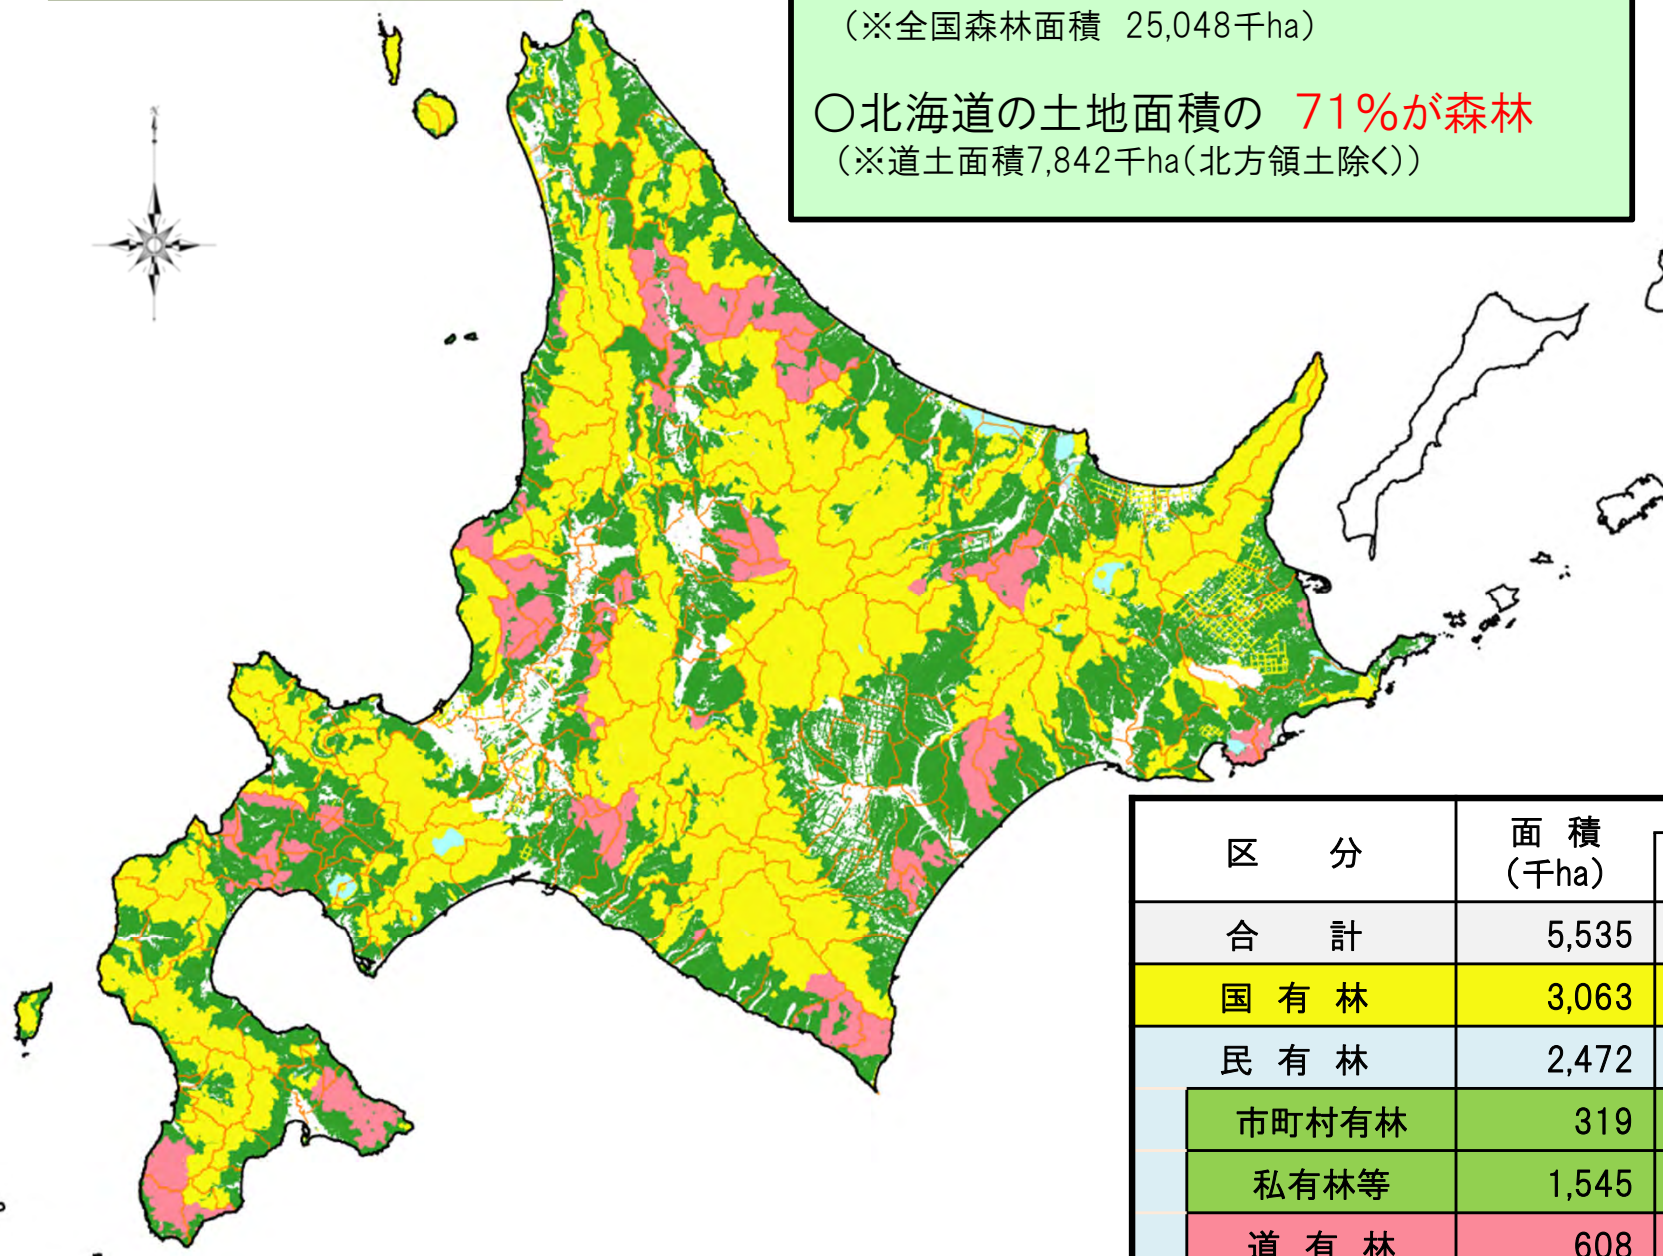 （※全国森林面積 25,048千ha）
○北海道の土地面積の 71％が森林
（※道土面積7,842千ha（北方領土除く））
区 分 面 積
（千ha）
合 計 5,535
国 有 林 3,063
民 有 林 2,472
市町村有林 319
私有林等 1,545
道 有 林 608